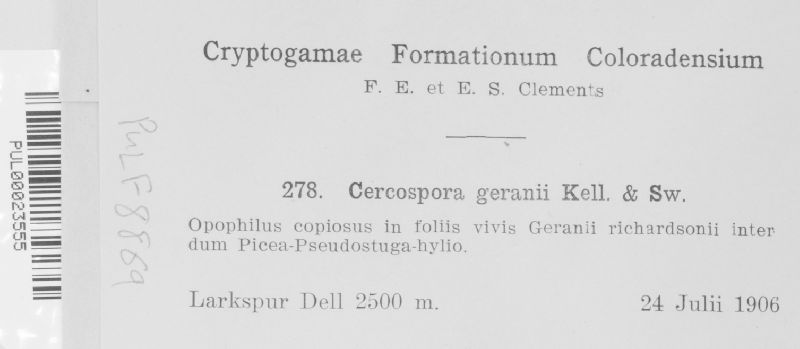 Cryptogamae Formationum Coloradensium
F. E. et E. S. Clements
278. Cercospora geranii Kell. & Sw.
Opophilus copiosus in foliis vivis Geranii richardsonii inter
dum Picea-Pseudostuga-hylio.
Larkspur Dell 2500 m.
24 Julii 1906
PUL00023555
PuL F8869